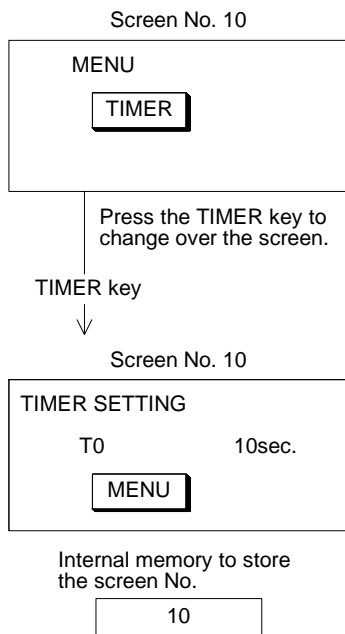 Screen No. 10
MENU
TIMER
Press the TIMER key to
change over the screen.
TIMER key
Screen No. 10
TIMER SETTING
T0 10sec.
MENU
Internal memory to store
the screen No.
10